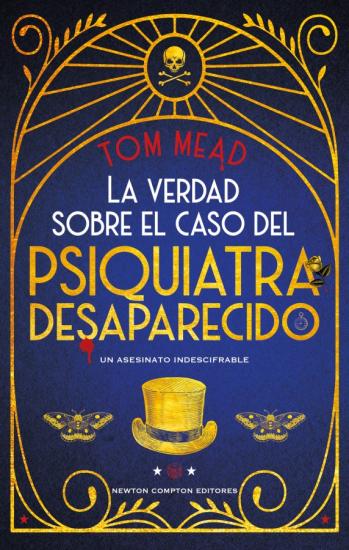 TOM MEAD
LA VERDAD
SOBRE EL CASO DEL
PSIQUIATRA
DESAPARECIDO
UN ASESINATO INDESCIFRABLE
NEWTON COMPTON EDITORES